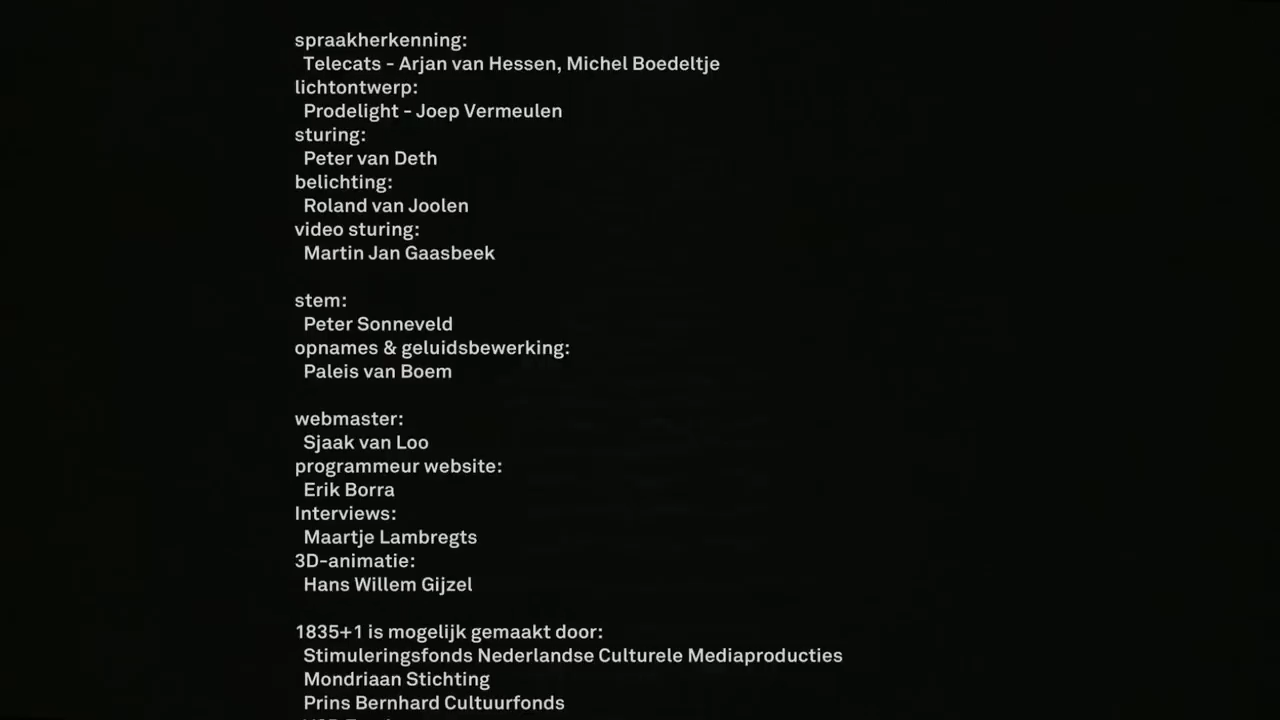 spraakherkenning:
Telecats - Arjan van Hessen, Michel Boedeltje
lichtontwerp:
Prodelight - Joep Vermeulen
sturing:
Peter van Deth
belichting:
Roland van Joolen
video sturing:
Martin Jan Gaasbeek
stem:
Peter Sonneveld
opnames & geluidsbewerking:
Paleis van Boem
webmaster:
Sjaak van Loo
programmeur website:
Erik Borra
Interviews:
Maartje Lambregts
3D-animatie:
Hans Willem Gijzel
1835+1 is mogelijk gemaakt door:
Stimuleringsfonds Nederlandse Culturele Mediaproducties
Mondriaan Stichting
Prins Bernhard Cultuurfonds